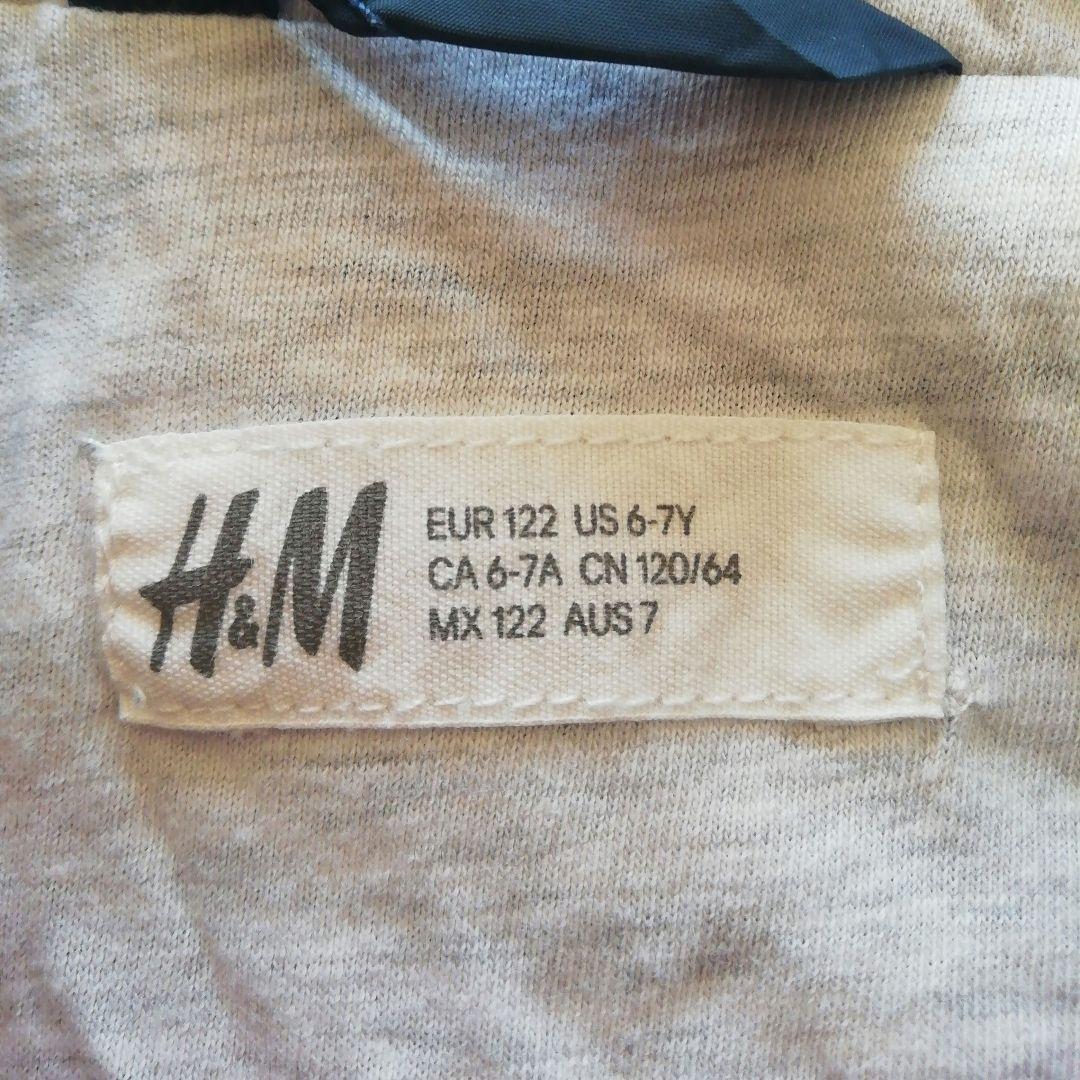 H&M
EUR 122 US 6-7Y
CA 6-7A CN 120/64
MX 122 AUS 7